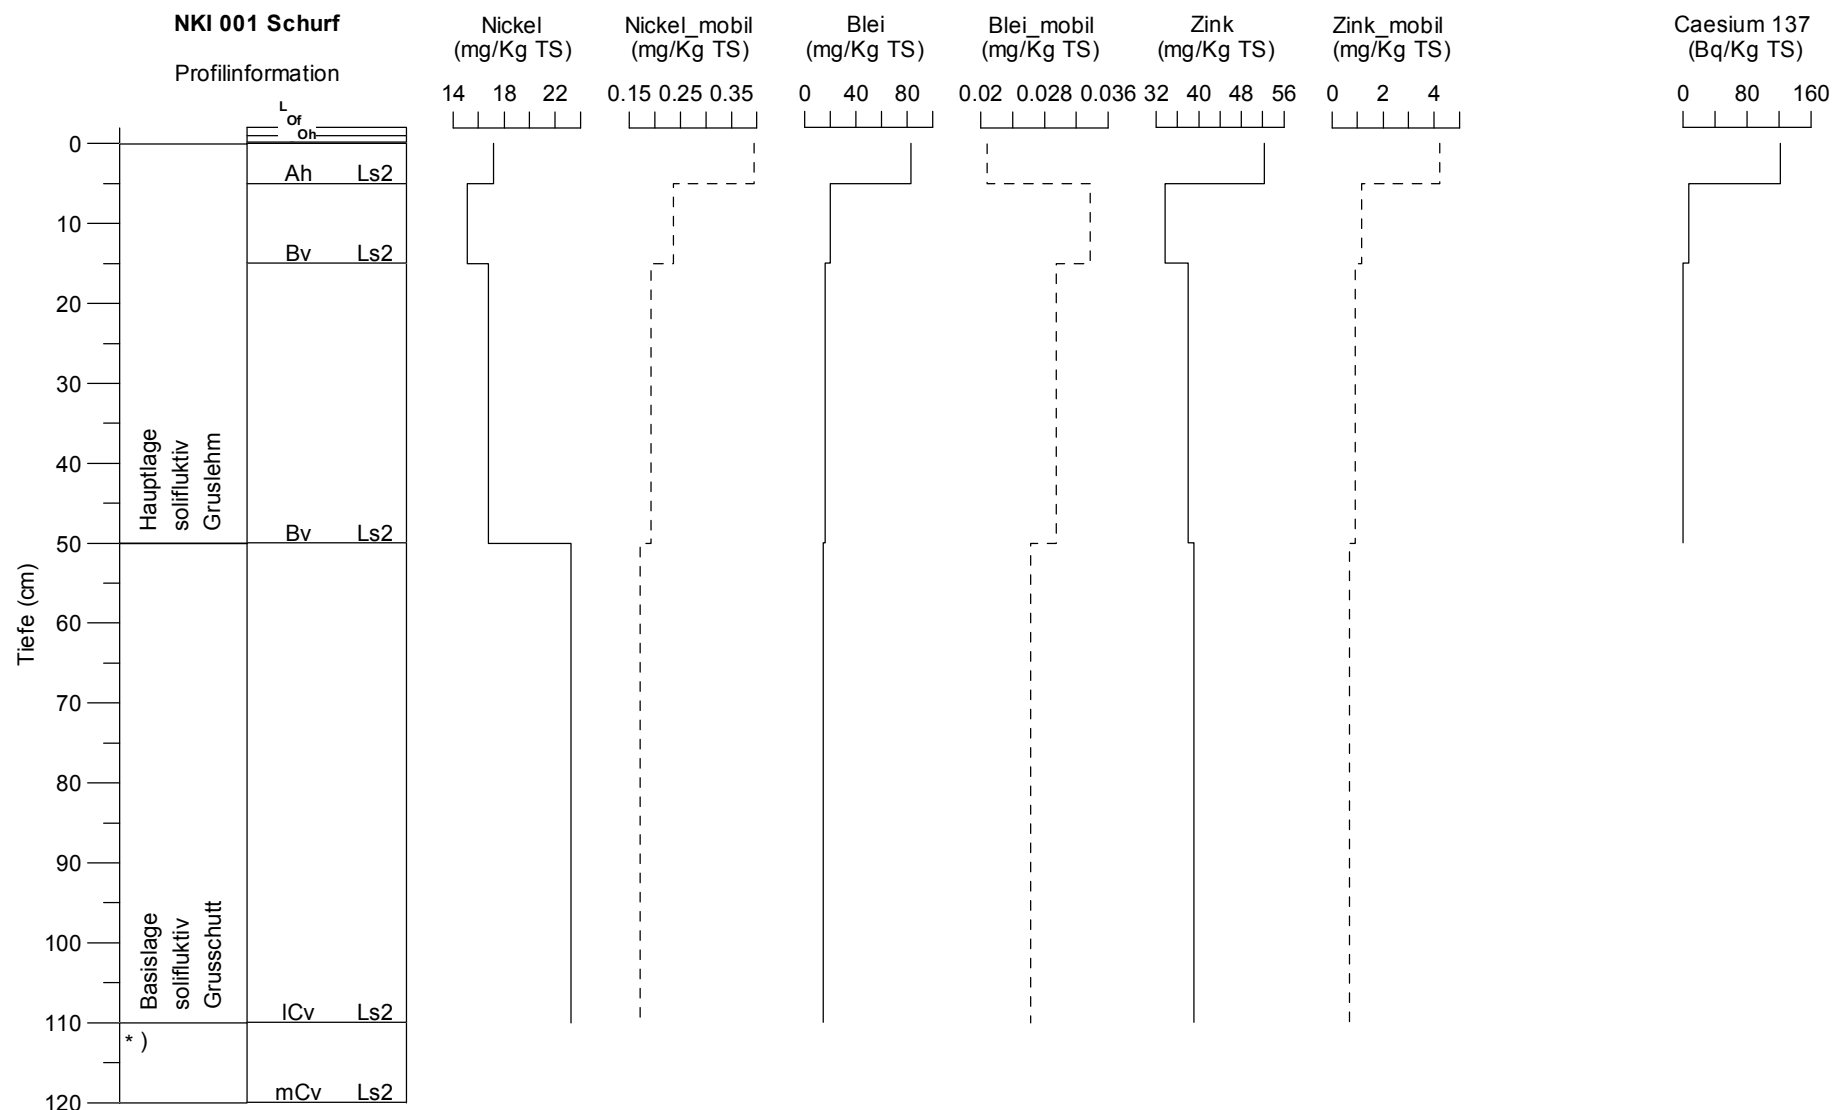 NKI 001 Schurf
Profilinformation
Nickel
(mg/Kg TS)
Nickel_mobil
(mg/Kg TS)
Blei
(mg/Kg TS)
Blei_mobil
(mg/Kg TS)
Zink
(mg/Kg TS)
Zink_mobil
(mg/Kg TS)
Caesium 137
(Bq/Kg TS)
14 18 22
0.15 0.25 0.35
0 40 80
0.02 0.028 0.036
32 40 48 56
0 2 4
0 80 160
L
Of
Oh
0
Ah Ls2
10
Bv Ls2
20
30
40
Hauptlage
solifluktiv
Gruslehm
Bv Ls2
50
Tiefe (cm)
60
70
80
90
100
Basislage
solifluktiv
Grusschutt
lCv Ls2
110
* )
mCv Ls2
120